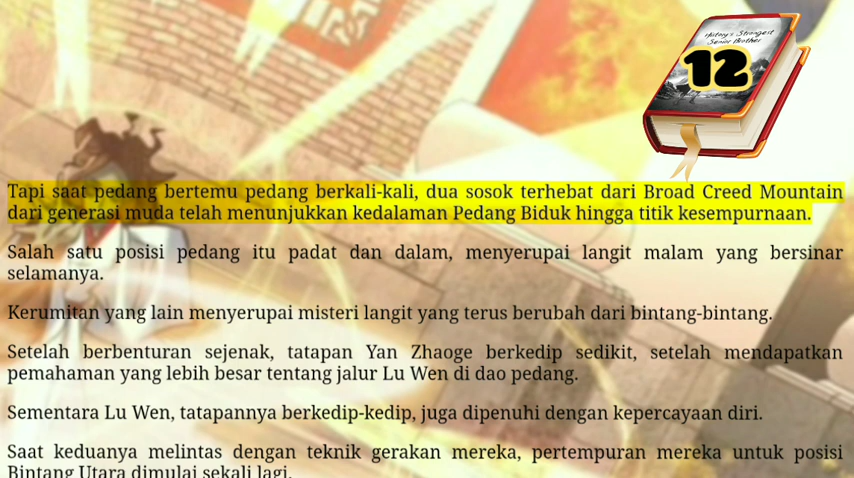 History's Strongest
Senior Brother
12
Tapi saat pedang bertemu pedang berkali-kali, dua sosok terhebat dari Broad Creed Mountain
dari generasi muda telah menunjukkan kedalaman Pedang Biduk hingga titik kesempurnaan.
Salah satu posisi pedang itu padat dan dalam, menyerupai langit malam yang bersinar
selamanya.
Kerumitan yang lain menyerupai misteri langit yang terus berubah dari bintang-bintang.
Setelah berbenturan sejenak, tatapan Yan Zhaoge berkedip sedikit, setelah mendapatkan
pemahaman yang lebih besar tentang jalur Lu Wen di dao pedang.
Sementara Lu Wen, tatapannya berkedip-kedip, juga dipenuhi dengan kepercayaan diri.
Saat keduanya melintas dengan teknik gerakan mereka, pertempuran mereka untuk posisi
Bintang Utara dimulai sekali lagi.